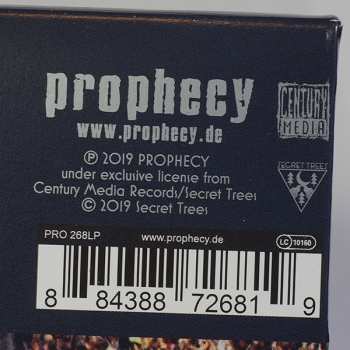 prophecy
www.prophecy.de
CENTURY
MEDIA
℗ 2019 PROPHECY
under exclusive license from
Century Media Records/Secret Trees
© 2019 Secret Trees
SECRET TREES
PRO 268LP
www.prophecy.de
LC 10160
8 84388 72681 9